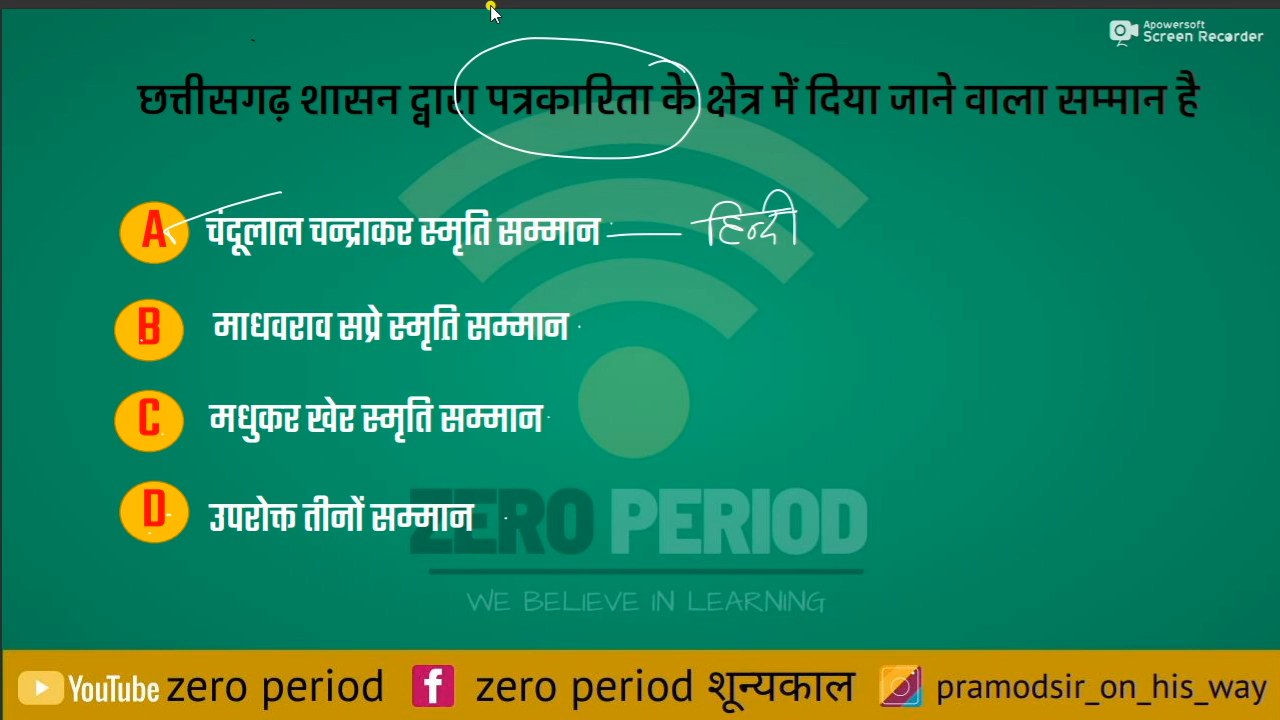 Apowersoft
Screen Recorder
छत्तीसगढ़ शासन द्वारा पत्रकारिता के क्षेत्र में दिया जाने वाला सम्मान है
A चंदूलाल चन्द्राकर स्मृति सम्मान — हिन्दी
B माधवराव सप्रे स्मृति सम्मान
C मधुकर खेर स्मृति सम्मान
D उपरोक्त तीनों सम्मान
ZERO PERIOD
WE BELIEVE IN LEARNING
YouTube zero period f zero period शून्यकाल pramodsir_on_his_way